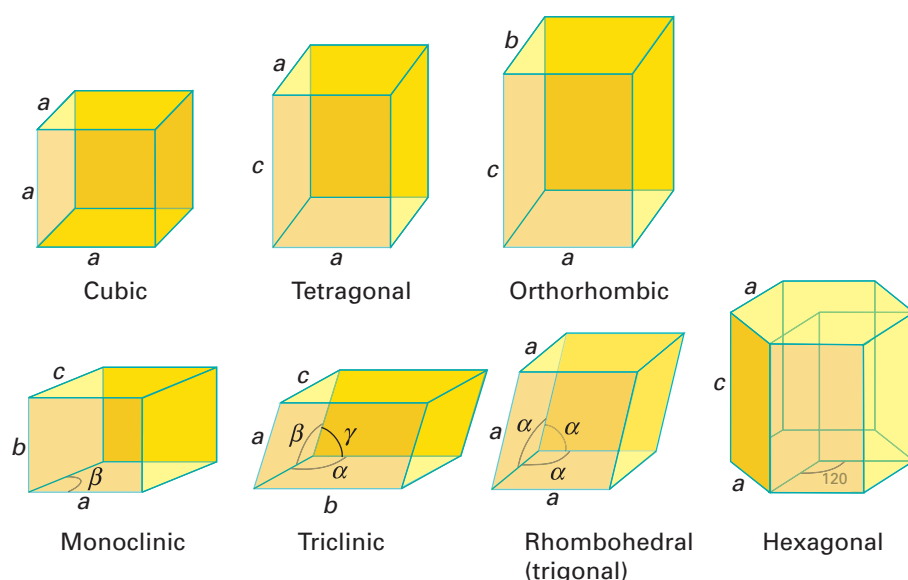 a
a
a
Cubic
a
c
a
Tetragonal
b
c
a
Orthorhombic
c
b
β
a
Monoclinic
c
a
β
γ
α
b
Triclinic
a
a
α
α
α
a
Rhombohedral
(trigonal)
a
c
a
120
Hexagonal